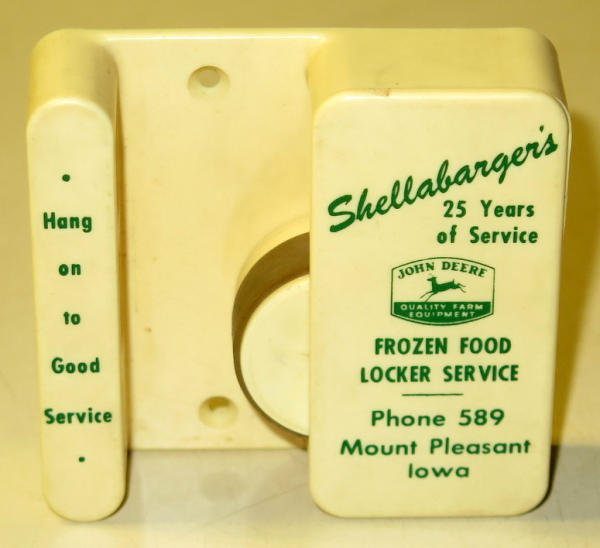 • Hang
on
to
Good
Service •
Shellabarger's
25 Years
of Service
JOHN DEERE
QUALITY FARM
EQUIPMENT
FROZEN FOOD
LOCKER SERVICE
Phone 589
Mount Pleasant
Iowa